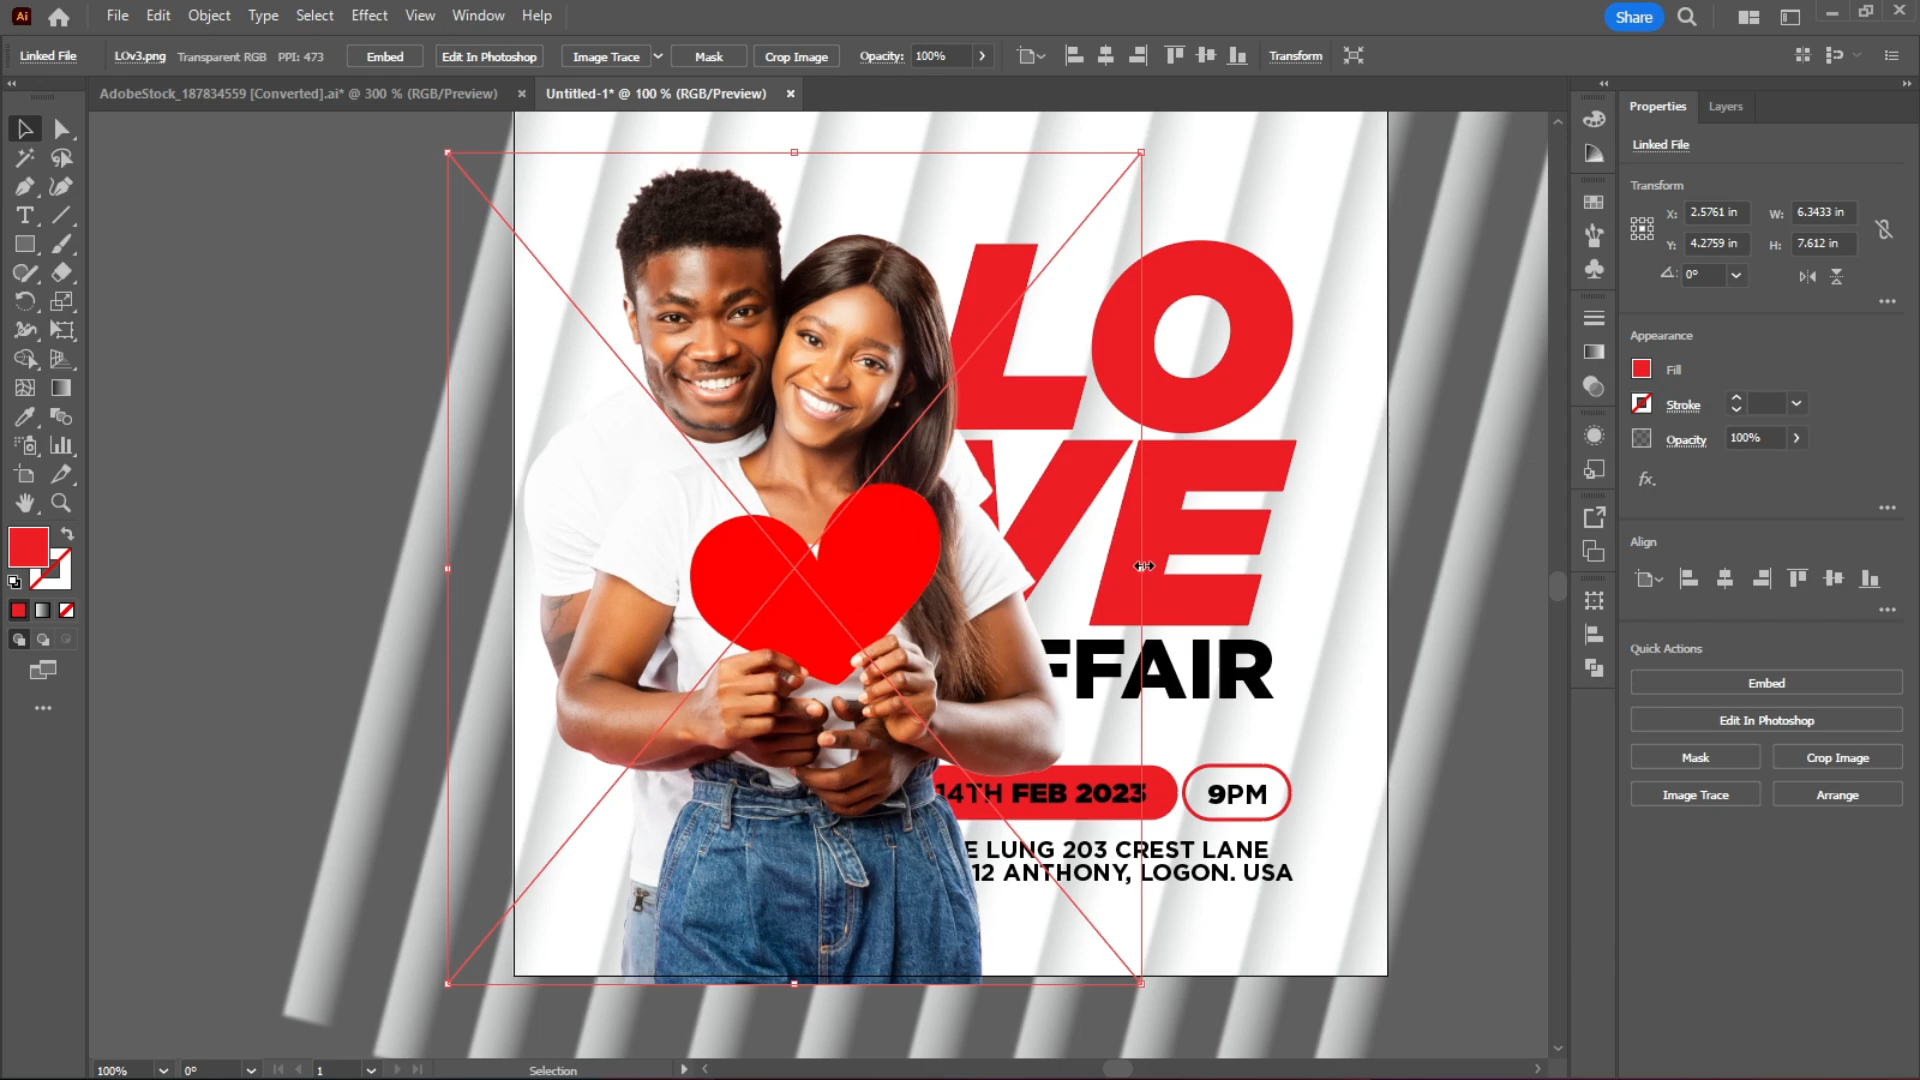 Ai File Edit Object Type Select Effect View Window Help Share
Linked File LOv3.png Transparent RGB PPI: 473 Embed Edit In Photoshop Image Trace Mask Crop Image Opacity: 100% Transform
AdobeStock_187834559 [Converted].ai* @ 300 % (RGB/Preview) Untitled-1* @ 100 % (RGB/Preview)
LO
VE
FFAIR
14TH FEB 2023 9PM
E LUNG 203 CREST LANE
12 ANTHONY, LOGON. USA
Properties Layers
Linked File
Transform
X: 2.5761 in W: 6.3433 in
Y: 4.2759 in H: 7.612 in
0°
Appearance
Fill
Stroke
Opacity 100%
fx.
Align
Quick Actions
Embed
Edit In Photoshop
Mask Crop Image
Image Trace Arrange
100% 0° 1 Selection